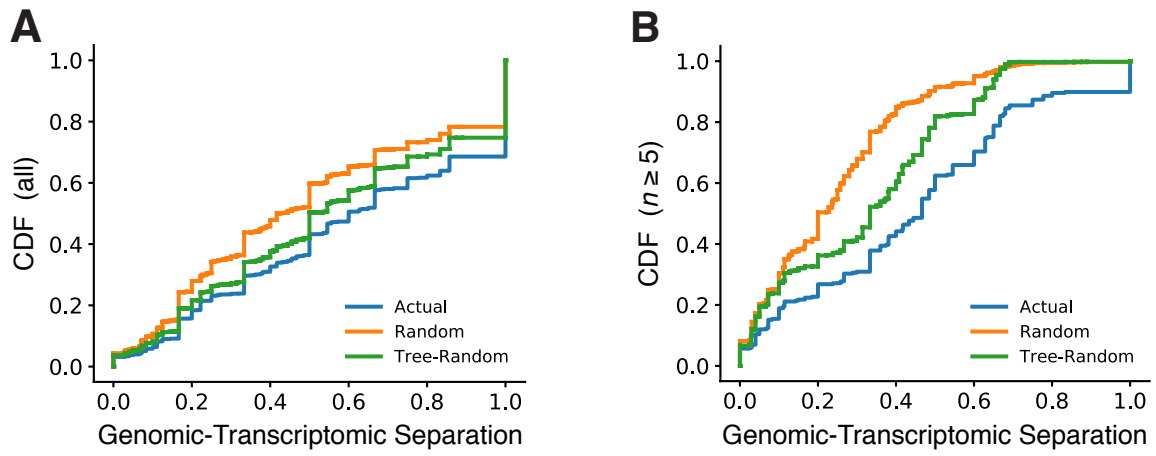 A
CDF (all)
1.0
0.8
0.6
0.4
0.2
0.0
Actual
Random
Tree-Random
0.0 0.2 0.4 0.6 0.8 1.0
Genomic-Transcriptomic Separation
B
CDF (n ≥ 5)
1.0
0.8
0.6
0.4
0.2
0.0
Actual
Random
Tree-Random
0.0 0.2 0.4 0.6 0.8 1.0
Genomic-Transcriptomic Separation